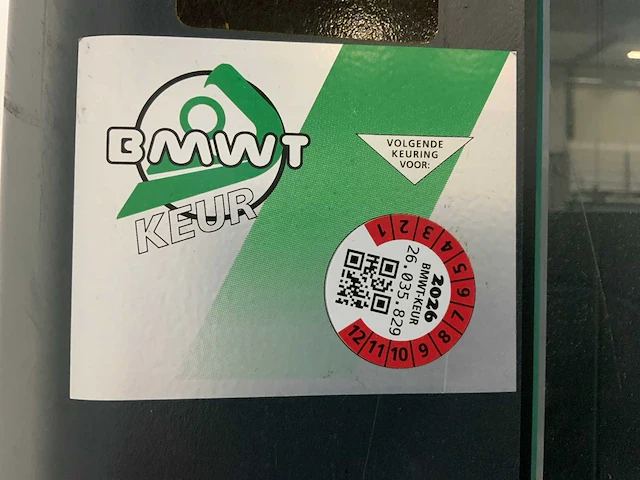 BMWT
KEUR
VOLGENDE
KEURING
VOOR:
1 2 3 4 5 6 7 8 9 10 11 12
2026
BMWT-KEUR
26.035.829